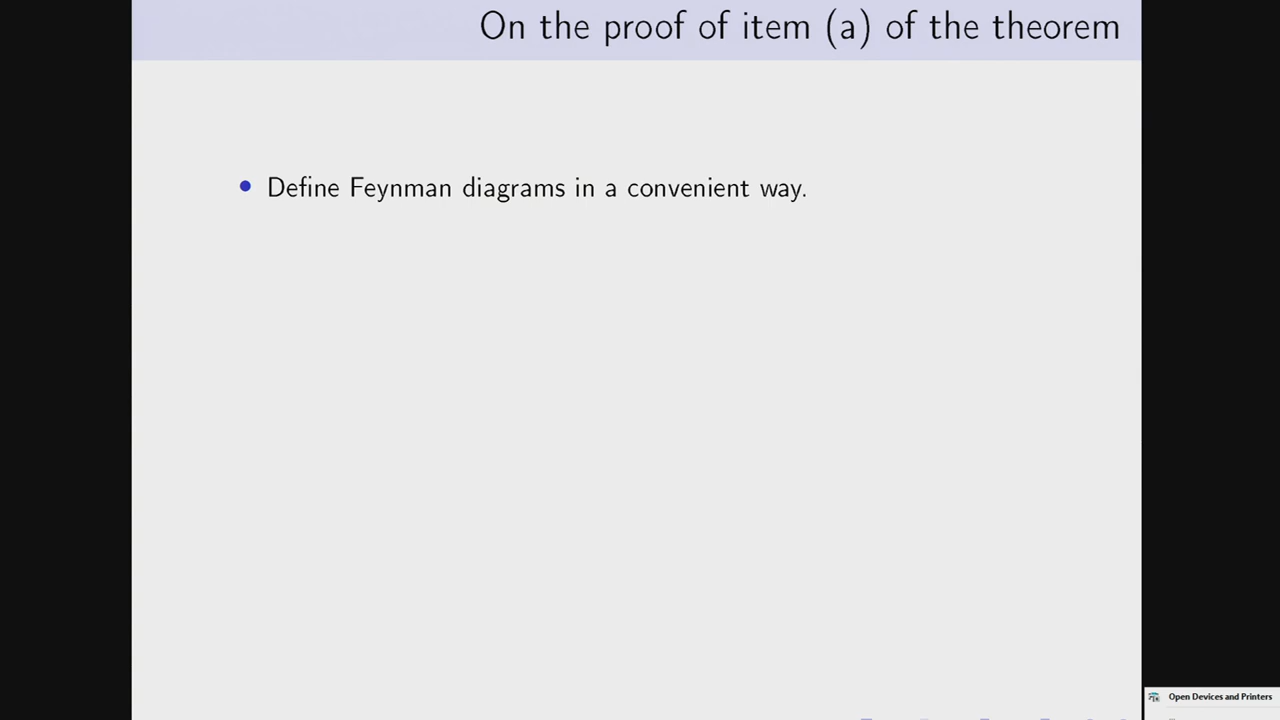 On the proof of item (a) of the theorem
• Define Feynman diagrams in a convenient way.
Open Devices and Printers